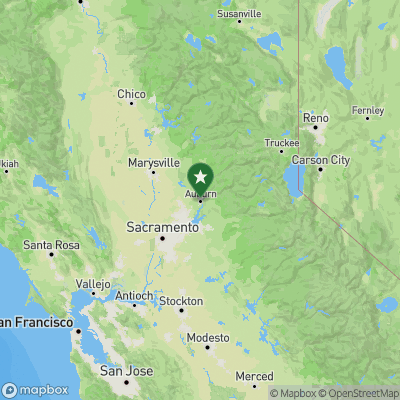 Susanville
Chico
Fernley
Reno
Truckee
Marysville
Carson City
Ukiah
Auburn
Sacramento
Santa Rosa
Vallejo
Antioch
Stockton
an Francisco
Modesto
San Jose
Merced
mapbox
© Mapbox © OpenStreetMap